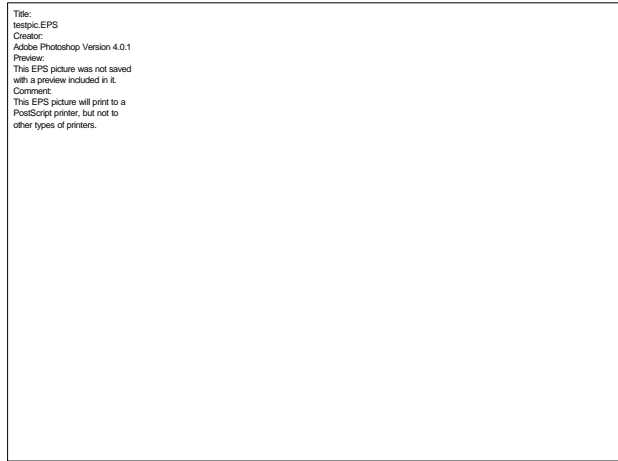 Title:
testpic.EPS
Creator:
Adobe Photoshop Version 4.0.1
Preview:
This EPS picture was not saved
with a preview included in it.
Comment:
This EPS picture will print to a
PostScript printer, but not to
other types of printers.